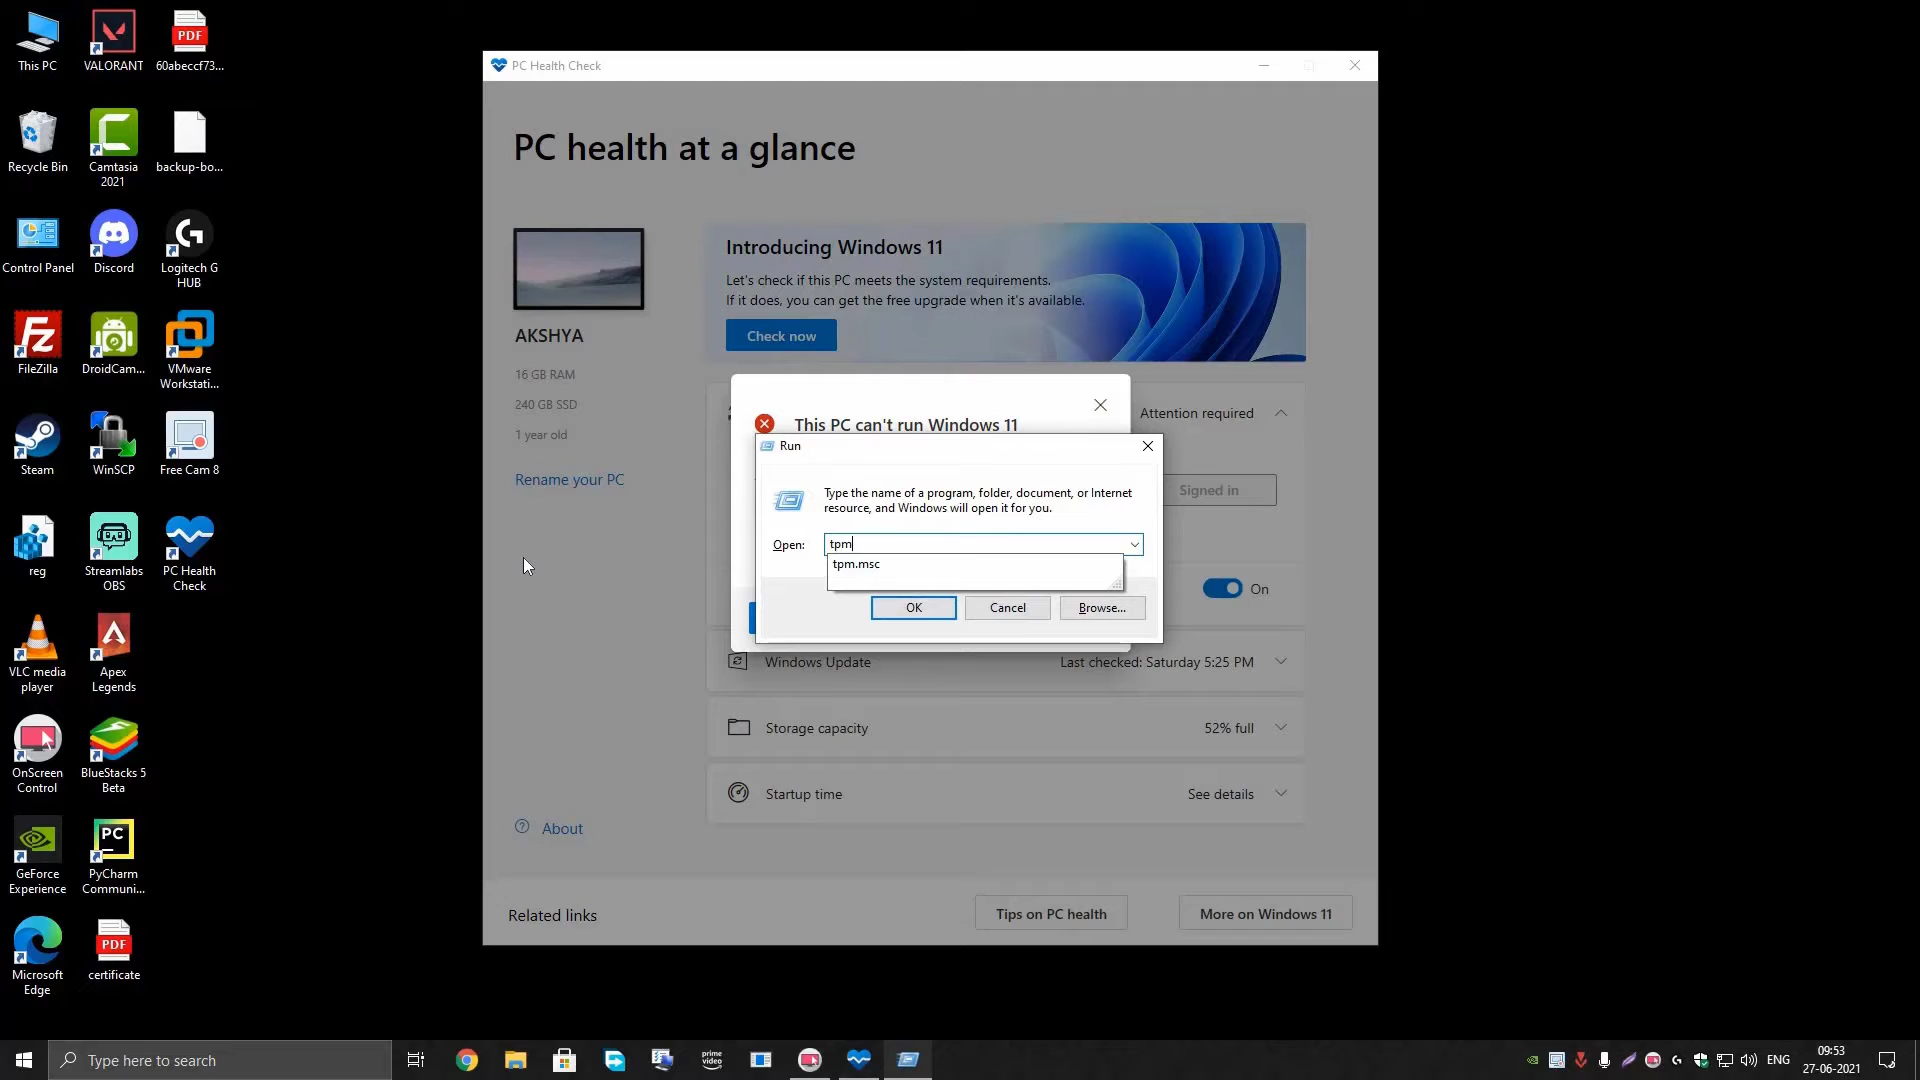 This PC
VALORANT
PDF
60abeccf73...
Recycle Bin
Camtasia
2021
backup-bo...
Control Panel
Discord
Logitech G
HUB
FileZilla
DroidCam...
VMware
Workstati...
Steam
WinSCP
Free Cam 8
reg
Streamlabs
OBS
PC Health
Check
VLC media
player
Apex
Legends
OnScreen
Control
BlueStacks 5
Beta
GeForce
Experience
PC
PyCharm
Communi...
Microsoft
Edge
PDF
certificate
PC Health Check
PC health at a glance
AKSHYA
16 GB RAM
240 GB SSD
1 year old
Rename your PC
About
Introducing Windows 11
Let's check if this PC meets the system requirements.
If it does, you can get the free upgrade when it's available.
Check now
Attention required
This PC can't run Windows 11
Signed in
On
Run
Type the name of a program, folder, document, or Internet
resource, and Windows will open it for you.
Open: tpm
tpm.msc
OK Cancel Browse...
Windows Update Last checked: Saturday 5:25 PM
Storage capacity 52% full
Startup time See details
Related links Tips on PC health More on Windows 11
Type here to search
prime
video
ENG
09:53
27-06-2021